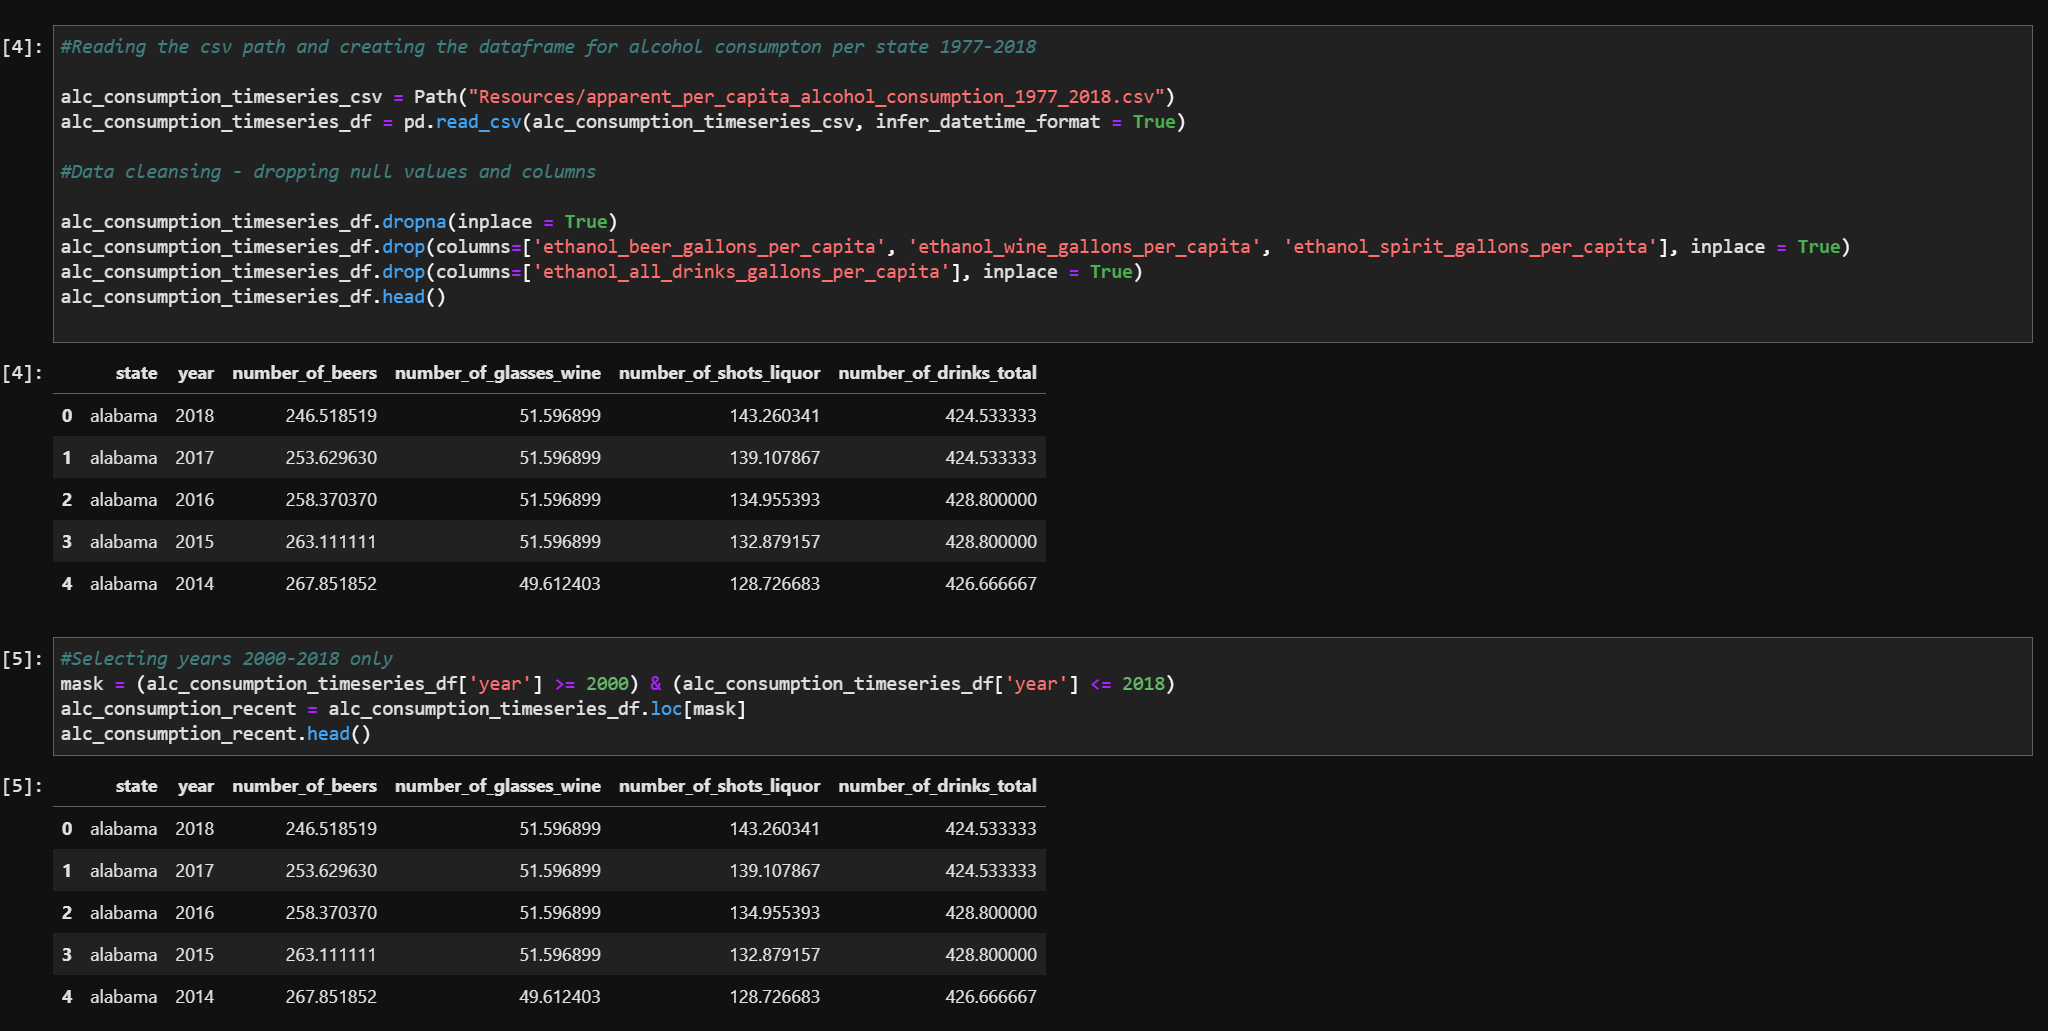 [4]: #Reading the csv path and creating the dataframe for alcohol consumpton per state 1977-2018
alc_consumption_timeseries_csv = Path("Resources/apparent_per_capita_alcohol_consumption_1977_2018.csv")
alc_consumption_timeseries_df = pd.read_csv(alc_consumption_timeseries_csv, infer_datetime_format = True)
#Data cleansing - dropping null values and columns
alc_consumption_timeseries_df.dropna(inplace = True)
alc_consumption_timeseries_df.drop(columns=['ethanol_beer_gallons_per_capita', 'ethanol_wine_gallons_per_capita', 'ethanol_spirit_gallons_per_capita'], inplace = True)
alc_consumption_timeseries_df.drop(columns=['ethanol_all_drinks_gallons_per_capita'], inplace = True)
alc_consumption_timeseries_df.head()
[4]: state year number_of_beers number_of_glasses_wine number_of_shots_liquor number_of_drinks_total
0 alabama 2018 246.518519 51.596899 143.260341 424.533333
1 alabama 2017 253.629630 51.596899 139.107867 424.533333
2 alabama 2016 258.370370 51.596899 134.955393 428.800000
3 alabama 2015 263.111111 51.596899 132.879157 428.800000
4 alabama 2014 267.851852 49.612403 128.726683 426.666667
[5]: #Selecting years 2000-2018 only
mask = (alc_consumption_timeseries_df['year'] >= 2000) & (alc_consumption_timeseries_df['year'] <= 2018)
alc_consumption_recent = alc_consumption_timeseries_df.loc[mask]
alc_consumption_recent.head()
[5]: state year number_of_beers number_of_glasses_wine number_of_shots_liquor number_of_drinks_total
0 alabama 2018 246.518519 51.596899 143.260341 424.533333
1 alabama 2017 253.629630 51.596899 139.107867 424.533333
2 alabama 2016 258.370370 51.596899 134.955393 428.800000
3 alabama 2015 263.111111 51.596899 132.879157 428.800000
4 alabama 2014 267.851852 49.612403 128.726683 426.666667